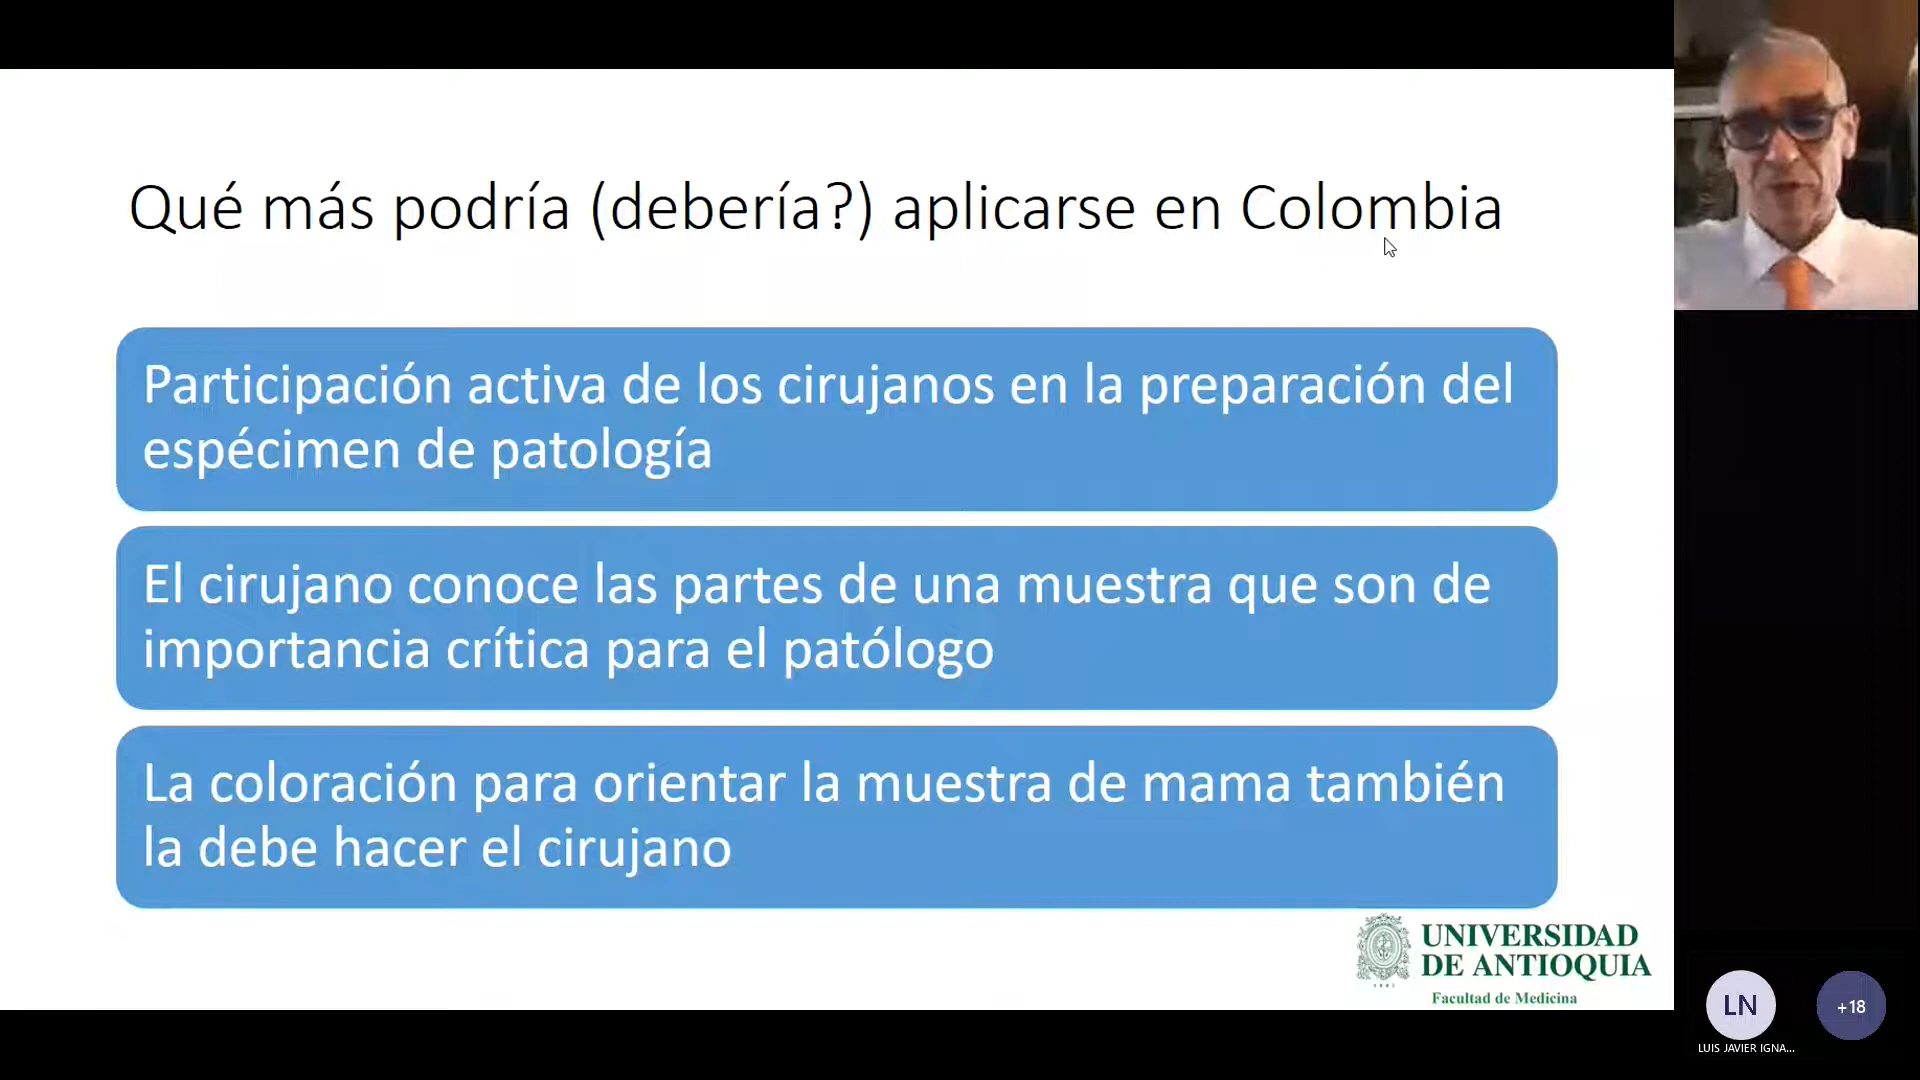 Qué más podría (debería?) aplicarse en Colombia
Participación activa de los cirujanos en la preparación del
espécimen de patología
El cirujano conoce las partes de una muestra que son de
importancia crítica para el patólogo
La coloración para orientar la muestra de mama también
la debe hacer el cirujano
UNIVERSIDAD
DE ANTIOQUIA
Facultad de Medicina
LN
+18
LUIS JAVIER IGNA...